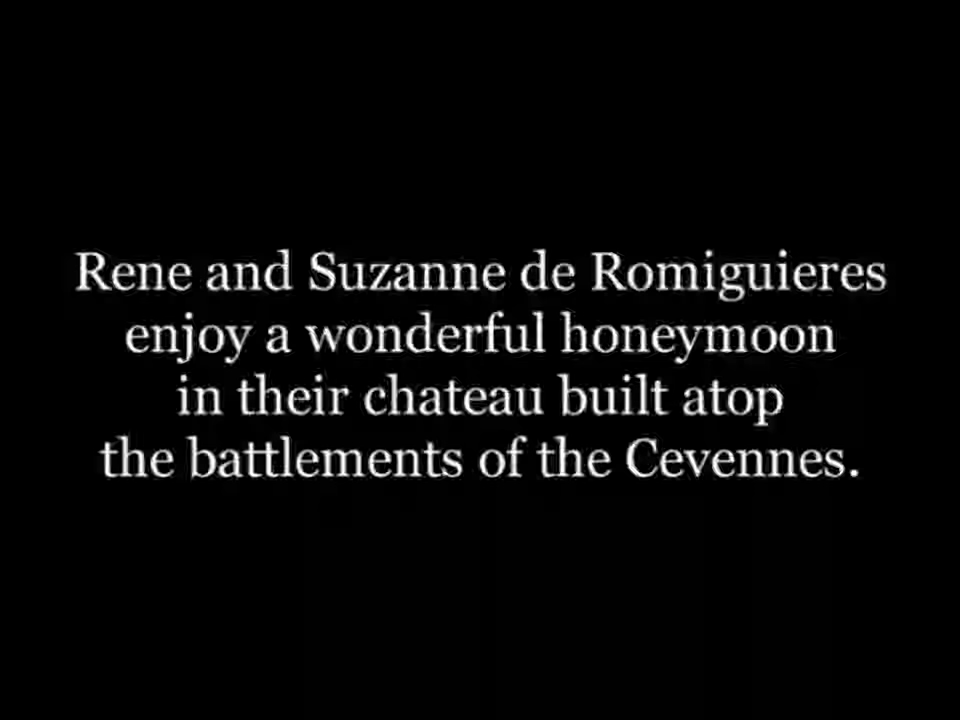 Rene and Suzanne de Romiguieres
enjoy a wonderful honeymoon
in their chateau built atop
the battlements of the Cevennes.